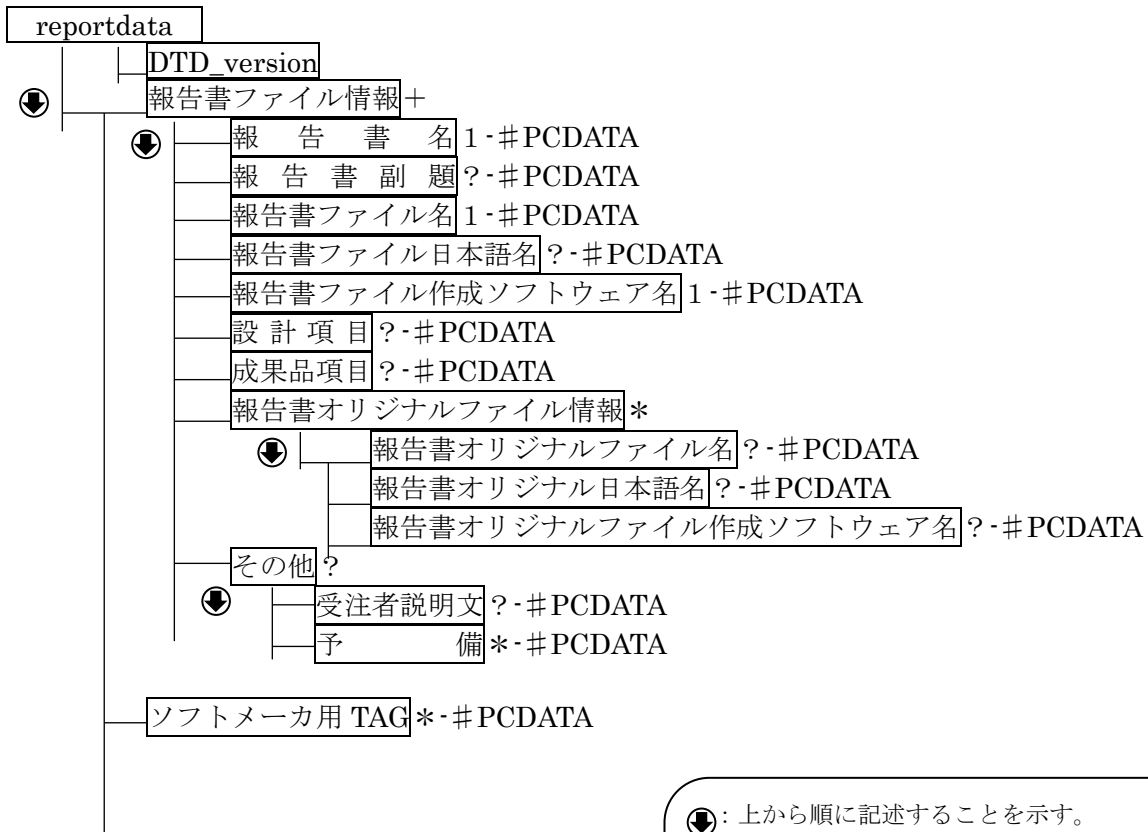 reportdata
DTD_version
報告書ファイル情報＋
報告書名１-＃PCDATA
報告書副題？-＃PCDATA
報告書ファイル名１-＃PCDATA
報告書ファイル日本語名？-＃PCDATA
報告書ファイル作成ソフトウェア名１-＃PCDATA
設計項目？-＃PCDATA
成果品項目？-＃PCDATA
報告書オリジナルファイル情報＊
報告書オリジナルファイル名？-＃PCDATA
報告書オリジナル日本語名？-＃PCDATA
報告書オリジナルファイル作成ソフトウェア名？-＃PCDATA
その他？
受注者説明文？-＃PCDATA
予備＊-＃PCDATA
ソフトメーカ用 TAG＊-＃PCDATA
：上から順に記述することを示す。